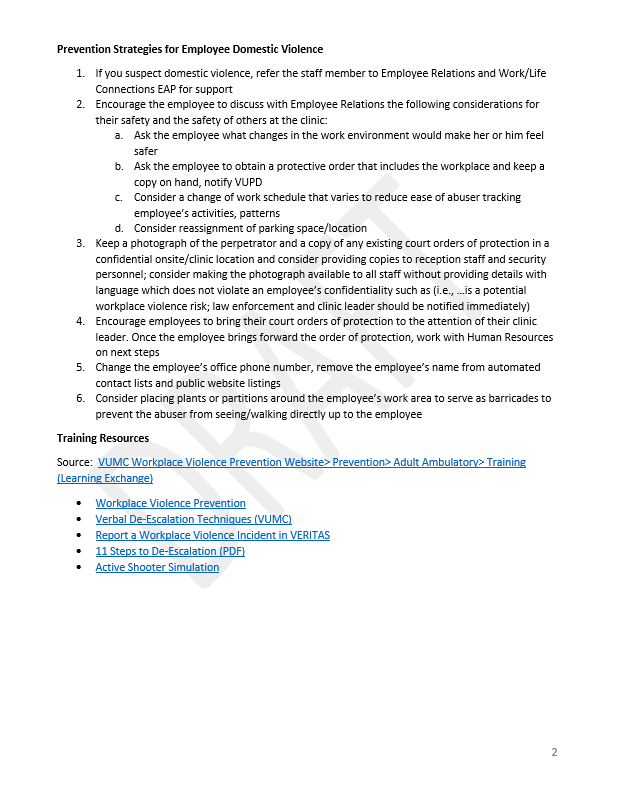 Prevention Strategies for Employee Domestic Violence
1. If you suspect domestic violence, refer the staff member to Employee Relations and Work/Life
Connections EAP for support
2. Encourage the employee to discuss with Employee Relations the following considerations for
their safety and the safety of others at the clinic:
a. Ask the employee what changes in the work environment would make her or him feel
safer
b. Ask the employee to obtain a protective order that includes the workplace and keep a
copy on hand, notify VUPD
c. Consider a change of work schedule that varies to reduce ease of abuser tracking
employee's activities, patterns
d. Consider reassignment of parking space/location
3. Keep a photograph of the perpetrator and a copy of any existing court orders of protection in a
confidential onsite/clinic location and consider providing copies to reception staff and security
personnel; consider making the photograph available to all staff without providing details with
language which does not violate an employee's confidentiality such as (i.e., …is a potential
workplace violence risk; law enforcement and clinic leader should be notified immediately)
4. Encourage employees to bring their court orders of protection to the attention of their clinic
leader. Once the employee brings forward the order of protection, work with Human Resources
on next steps
5. Change the employee's office phone number, remove the employee's name from automated
contact lists and public website listings
6. Consider placing plants or partitions around the employee's work area to serve as barricades to
prevent the abuser from seeing/walking directly up to the employee
Training Resources
Source: VUMC Workplace Violence Prevention Website> Prevention> Adult Ambulatory> Training
(Learning Exchange)
• Workplace Violence Prevention
• Verbal De-Escalation Techniques (VUMC)
• Report a Workplace Violence Incident in VERITAS
• 11 Steps to De-Escalation (PDF)
• Active Shooter Simulation
DRAFT
2